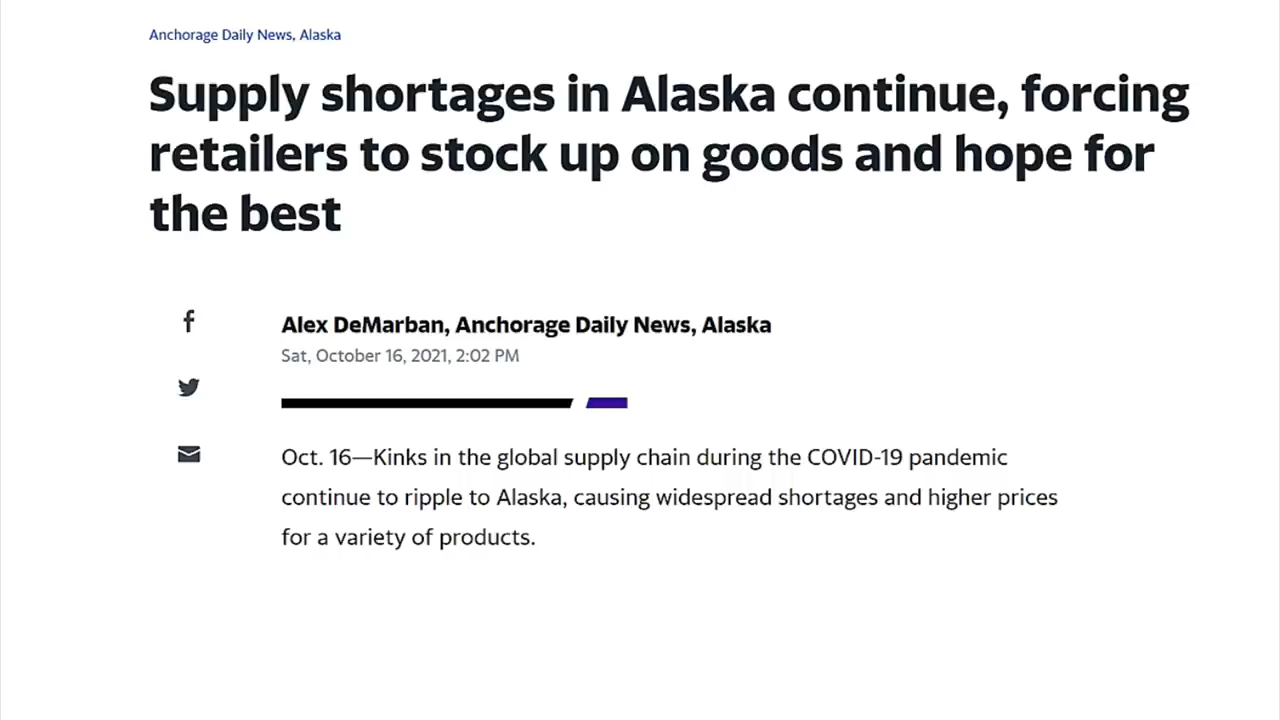 Anchorage Daily News, Alaska
Supply shortages in Alaska continue, forcing
retailers to stock up on goods and hope for
the best
Alex DeMarban, Anchorage Daily News, Alaska
Sat, October 16, 2021, 2:02 PM
Oct. 16—Kinks in the global supply chain during the COVID-19 pandemic
continue to ripple to Alaska, causing widespread shortages and higher prices
for a variety of products.